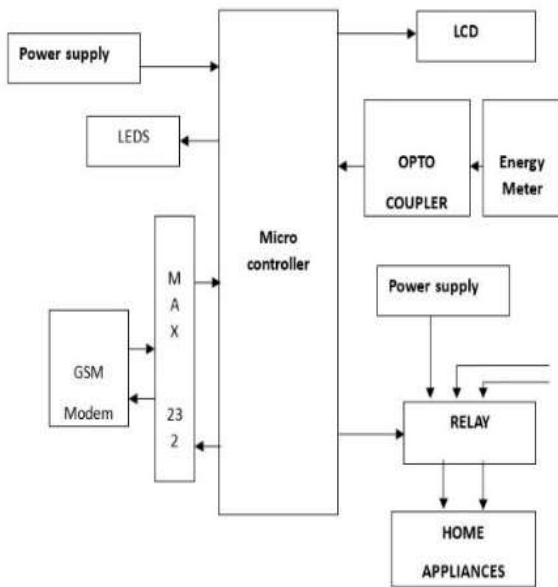 Power supply
LCD
LEDS
OPTO
COUPLER
Energy
Meter
Micro
controller
M
A
X
23
2
GSM
Modem
Power supply
RELAY
HOME
APPLIANCES